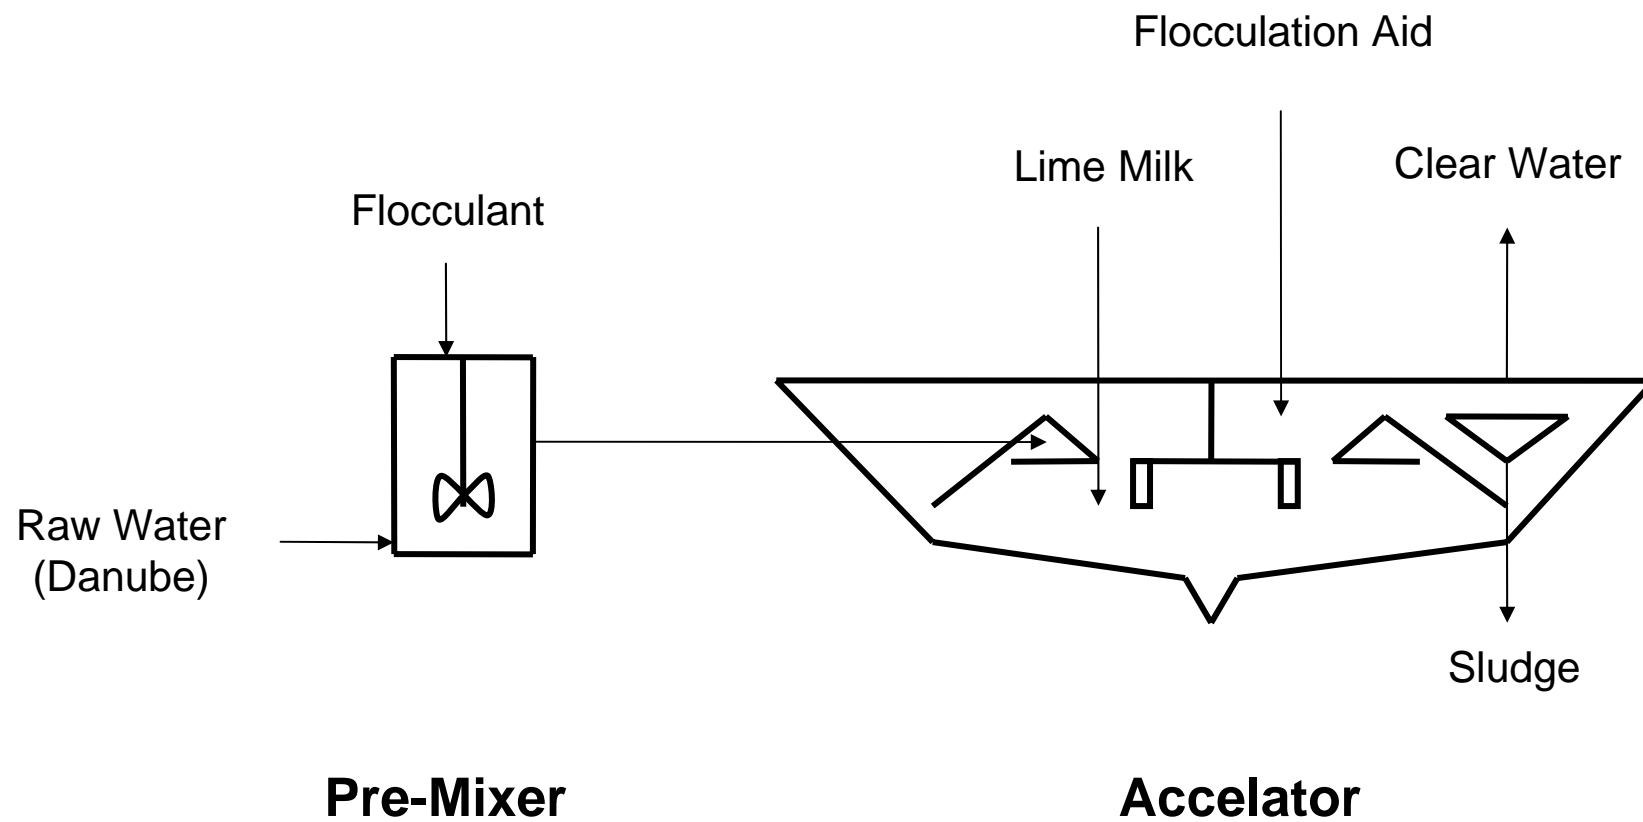 Flocculation Aid
Lime Milk
Clear Water
Flocculant
Raw Water
(Danube)
Sludge
Pre-Mixer
Accelator